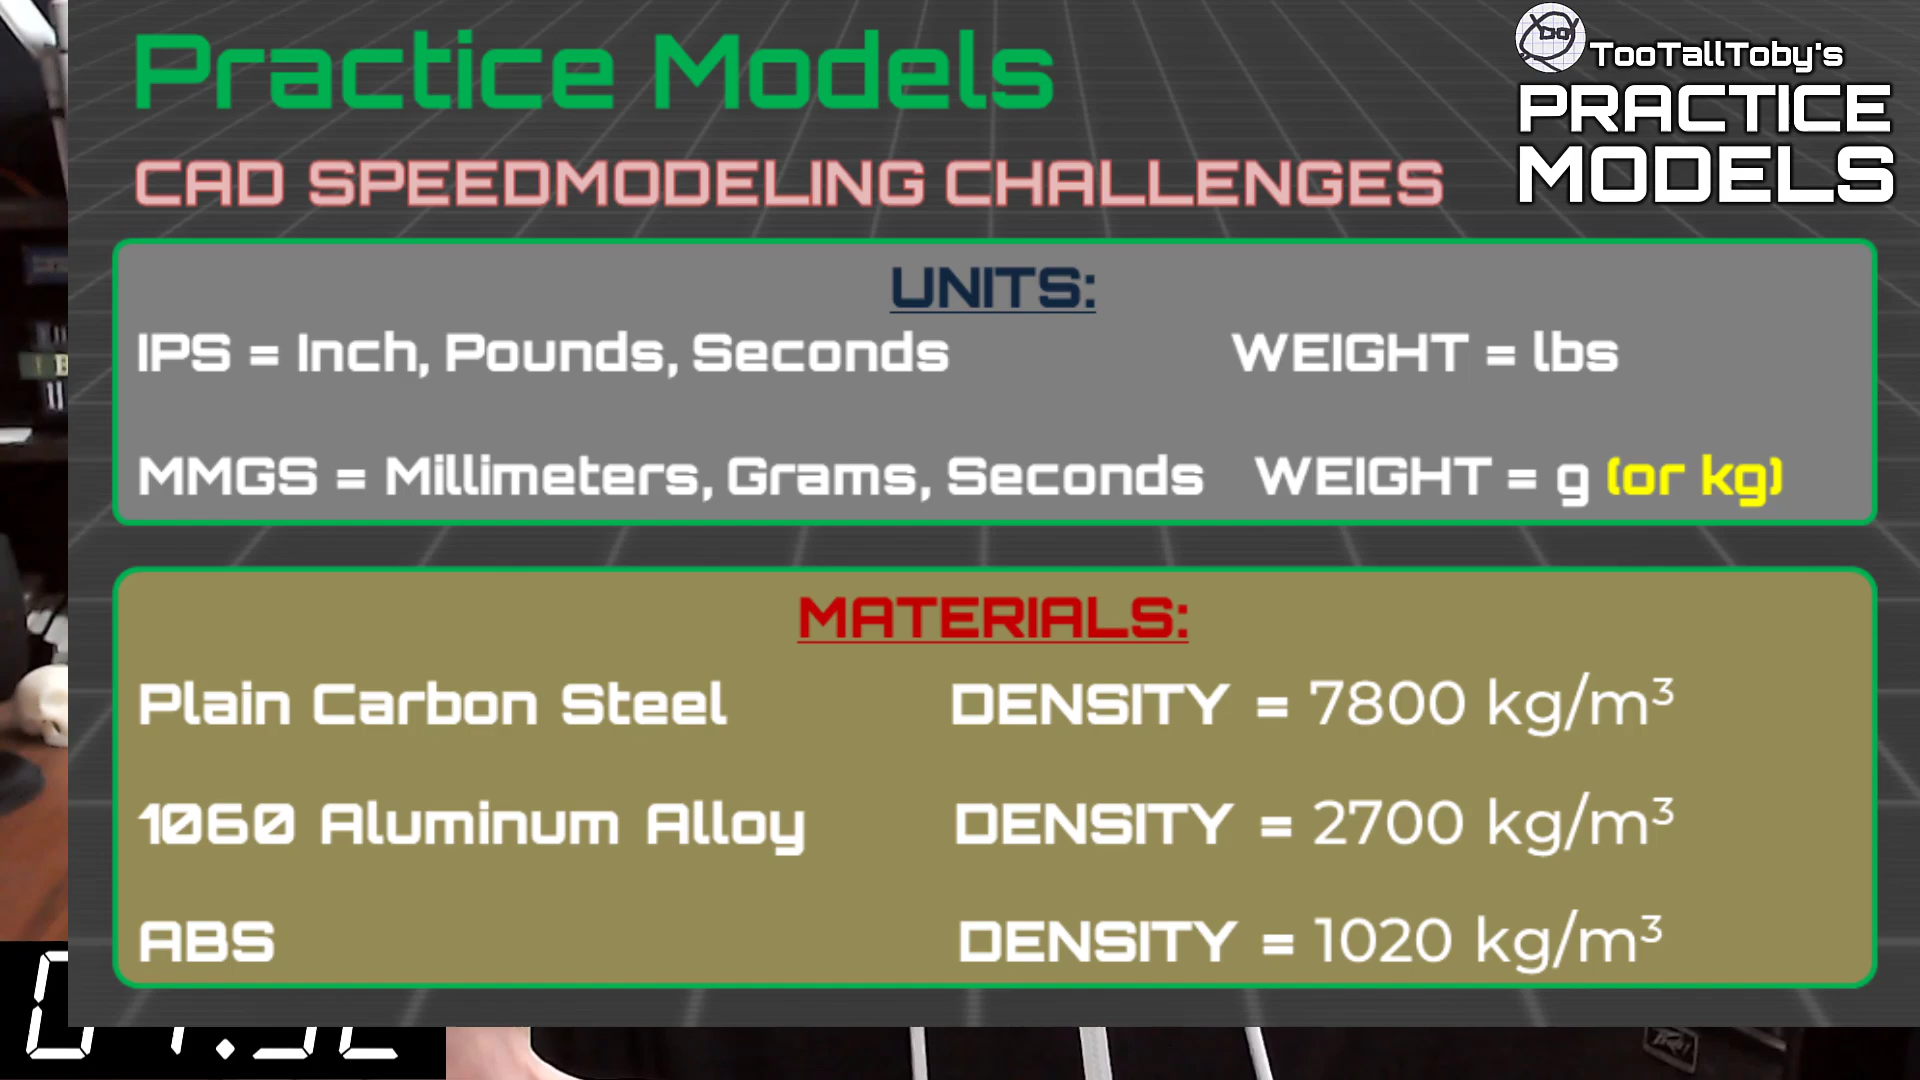 Practice Models
TooTallToby's
PRACTICE
MODELS
CAD SPEEDMODELING CHALLENGES
UNITS:
IPS = Inch, Pounds, Seconds WEIGHT = lbs
MMGS = Millimeters, Grams, Seconds WEIGHT = g (or kg)
MATERIALS:
Plain Carbon Steel DENSITY = 7800 kg/m³
1060 Aluminum Alloy DENSITY = 2700 kg/m³
ABS DENSITY = 1020 kg/m³